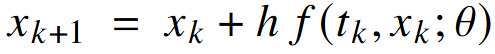 x_{k+1} = x_k + h f(t_k, x_k; θ)